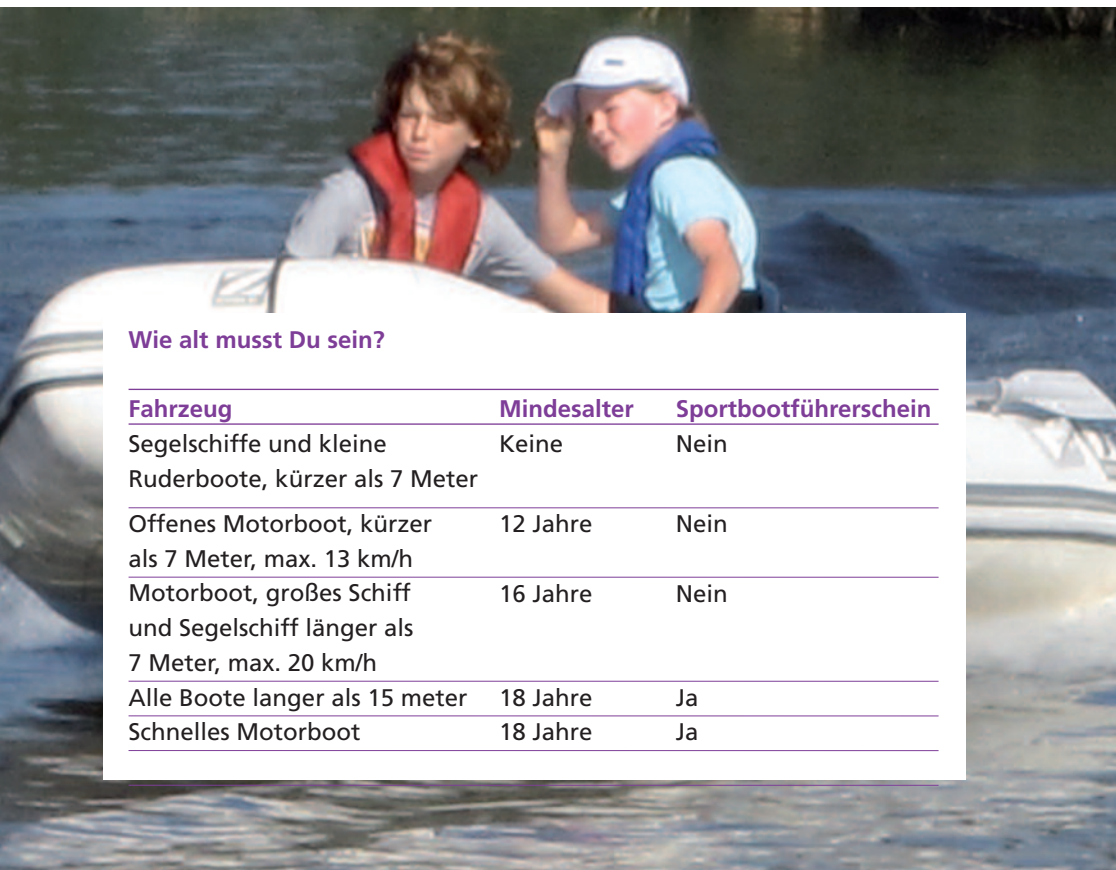 Wie alt musst Du sein?
Fahrzeug Mindesalter Sportbootführerschein
Segelschiffe und kleine Keine Nein
Ruderboote, kürzer als 7 Meter
Offenes Motorboot, kürzer 12 Jahre Nein
als 7 Meter, max. 13 km/h
Motorboot, großes Schiff 16 Jahre Nein
und Segelschiff länger als
7 Meter, max. 20 km/h
Alle Boote langer als 15 meter 18 Jahre Ja
Schnelles Motorboot 18 Jahre Ja